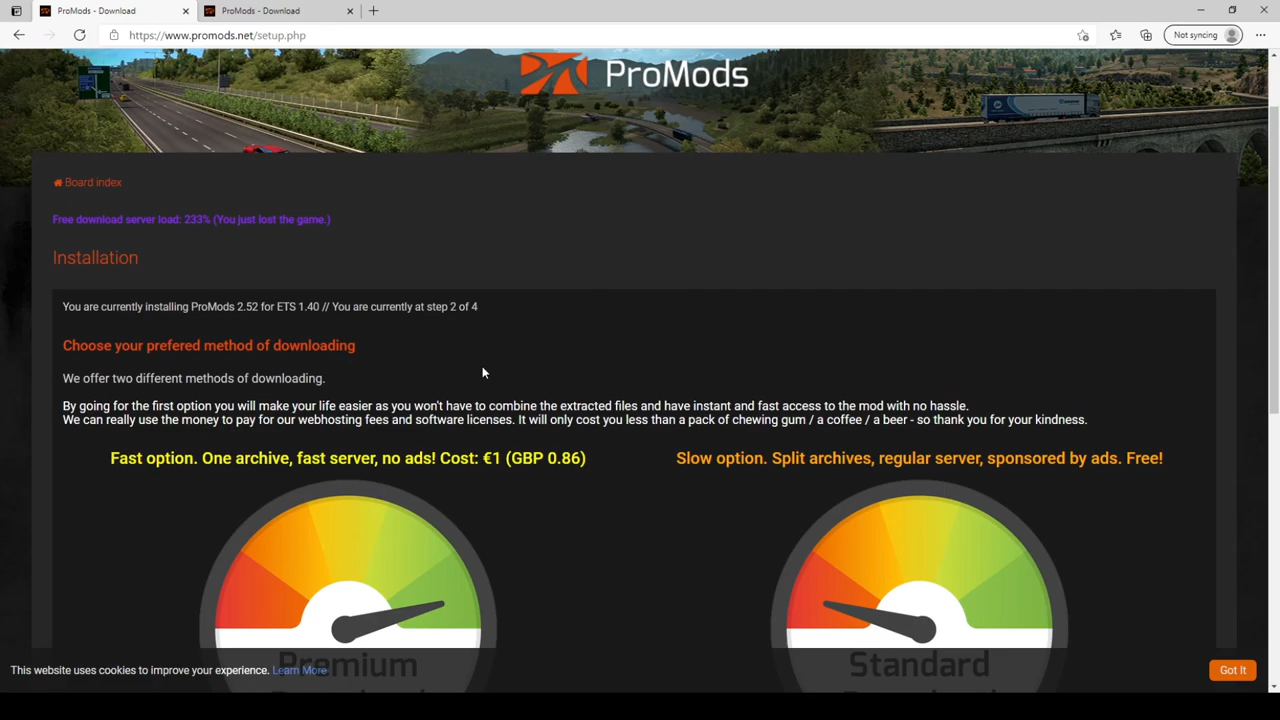 ProMods - Download
ProMods - Download
https://www.promods.net/setup.php
Not syncing
ProMods
Board index
Free download server load: 233% (You just lost the game.)
Installation
You are currently installing ProMods 2.52 for ETS 1.40 // You are currently at step 2 of 4
Choose your prefered method of downloading
We offer two different methods of downloading.
By going for the first option you will make your life easier as you won't have to combine the extracted files and have instant and fast access to the mod with no hassle.
We can really use the money to pay for our webhosting fees and software licenses. It will only cost you less than a pack of chewing gum / a coffee / a beer - so thank you for your kindness.
Fast option. One archive, fast server, no ads! Cost: €1 (GBP 0.86)
Slow option. Split archives, regular server, sponsored by ads. Free!
Premium
Standard
This website uses cookies to improve your experience. Learn More
Got It